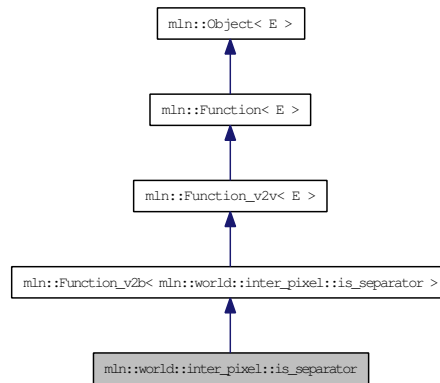 mln::Object< E >
mln::Function< E >
mln::Function_v2v< E >
mln::Function_v2b< mln::world::inter_pixel::is_separator >
mln::world::inter_pixel::is_separator